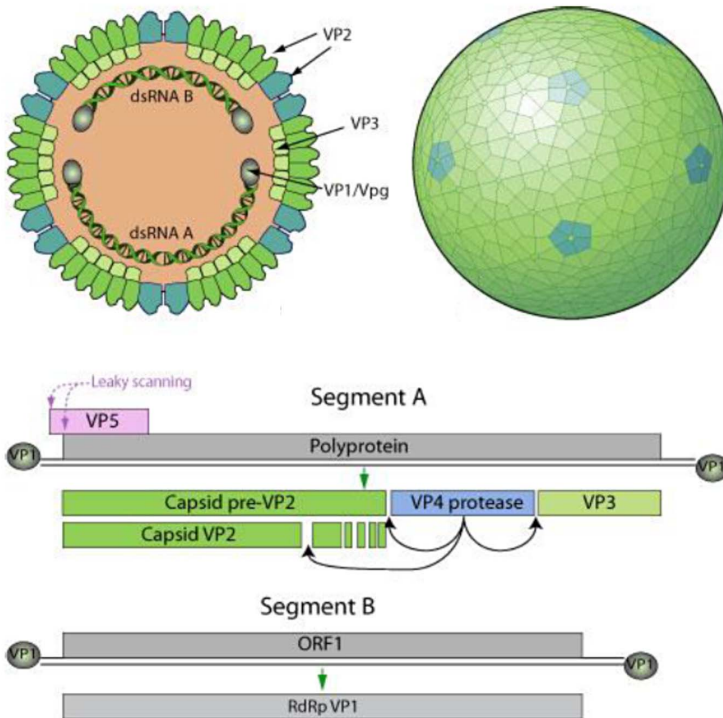 VP2
dsRNA B
VP3
VP1/Vpg
dsRNA A
Leaky scanning
Segment A
VP5
Polyprotein
VP1
VP1
Capsid pre-VP2
VP4 protease
VP3
Capsid VP2
Segment B
ORF1
VP1
VP1
RdRp VP1